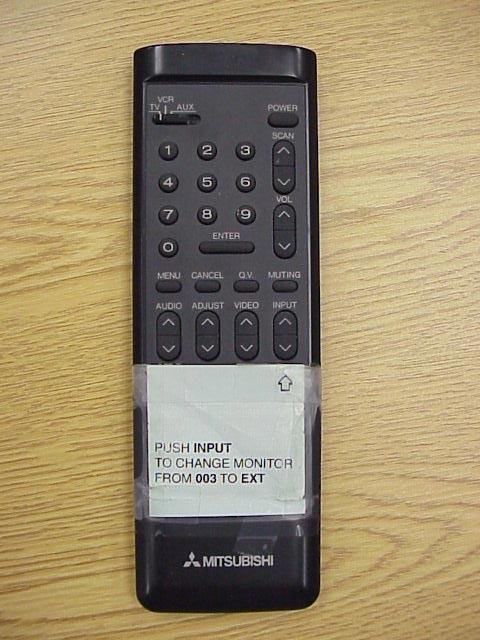 VCR
TV AUX
POWER
SCAN
1 2 3
4 5 6
VOL
7 8 9
ENTER
0
MENU CANCEL Q.V. MUTING
AUDIO ADJUST VIDEO INPUT
PUSH INPUT
TO CHANGE MONITOR
FROM 003 TO EXT
MITSUBISHI